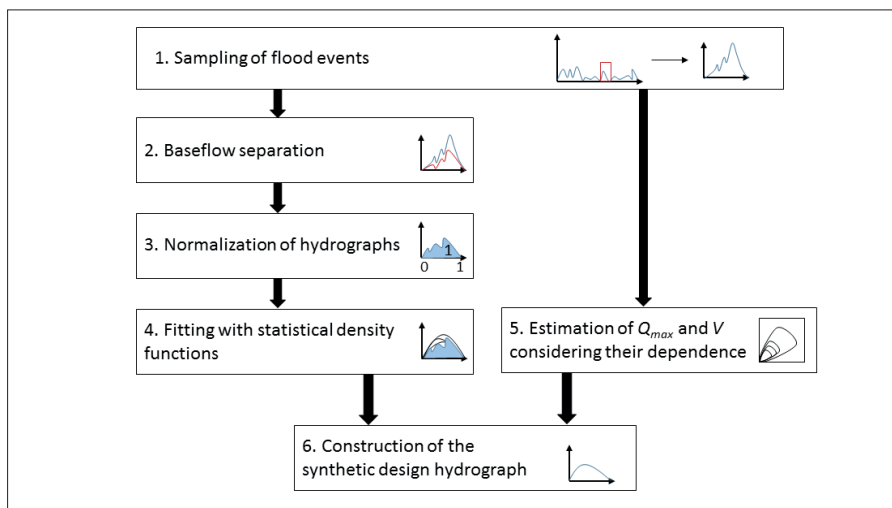 1. Sampling of flood events
2. Baseflow separation
3. Normalization of hydrographs
1
0 1
4. Fitting with statistical density
functions
5. Estimation of Qmax and V
considering their dependence
6. Construction of the
synthetic design hydrograph